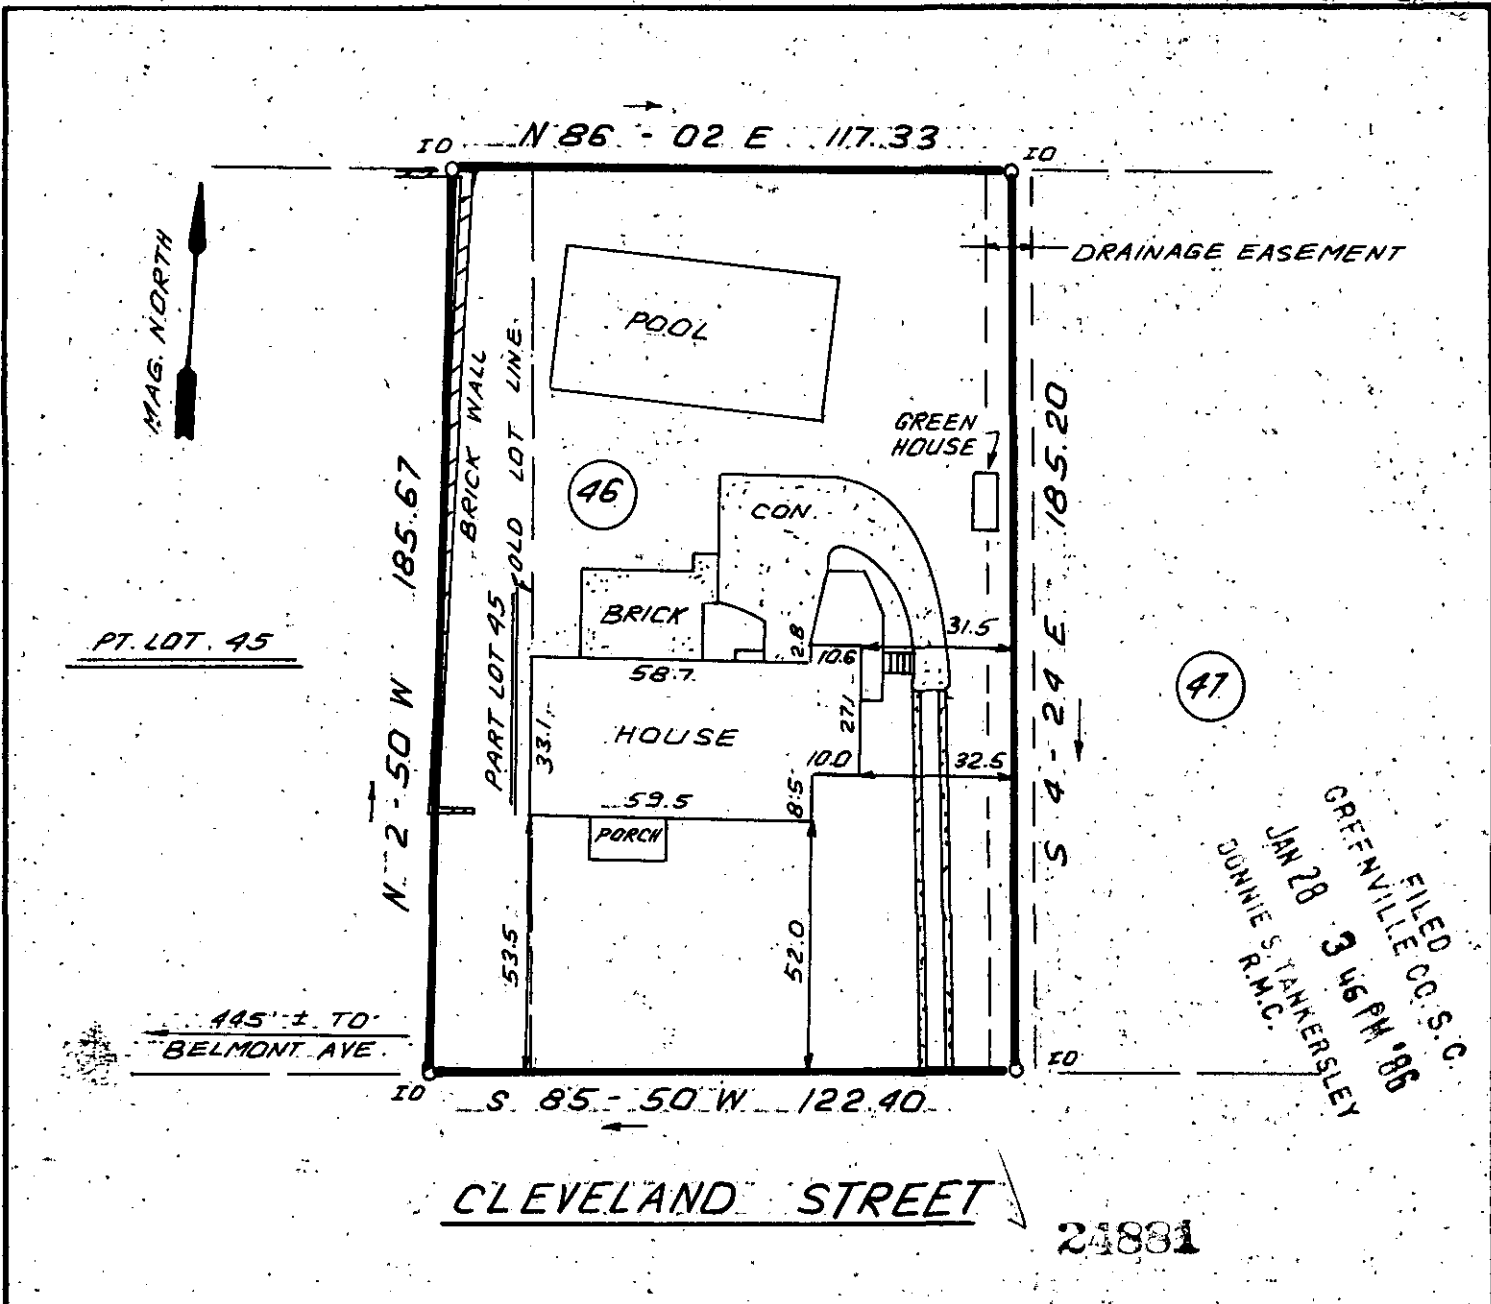 N 86 - 02 E 117.33
IO
IO
MAG. NORTH
DRAINAGE EASEMENT
POOL
BRICK WALL
OLD LOT LINE
GREEN
HOUSE
S 4 - 24 E 185.20
N 2 - 50 W 185.67
46
CON.
BRICK
PART LOT 45
PT. LOT 45
2.8
10.6
31.5
58.7
47
HOUSE
33.1
27.1
10.0
32.5
59.5
8.5
PORCH
53.5
52.0
445' ± TO
BELMONT AVE.
IO
IO
S 85 - 50 W 122.40
CLEVELAND STREET
24881
FILED
GREENVILLE CO. S. C.
JAN 28 3 46 PM '86
DONNIE S. TANKERSLEY
R.M.C.